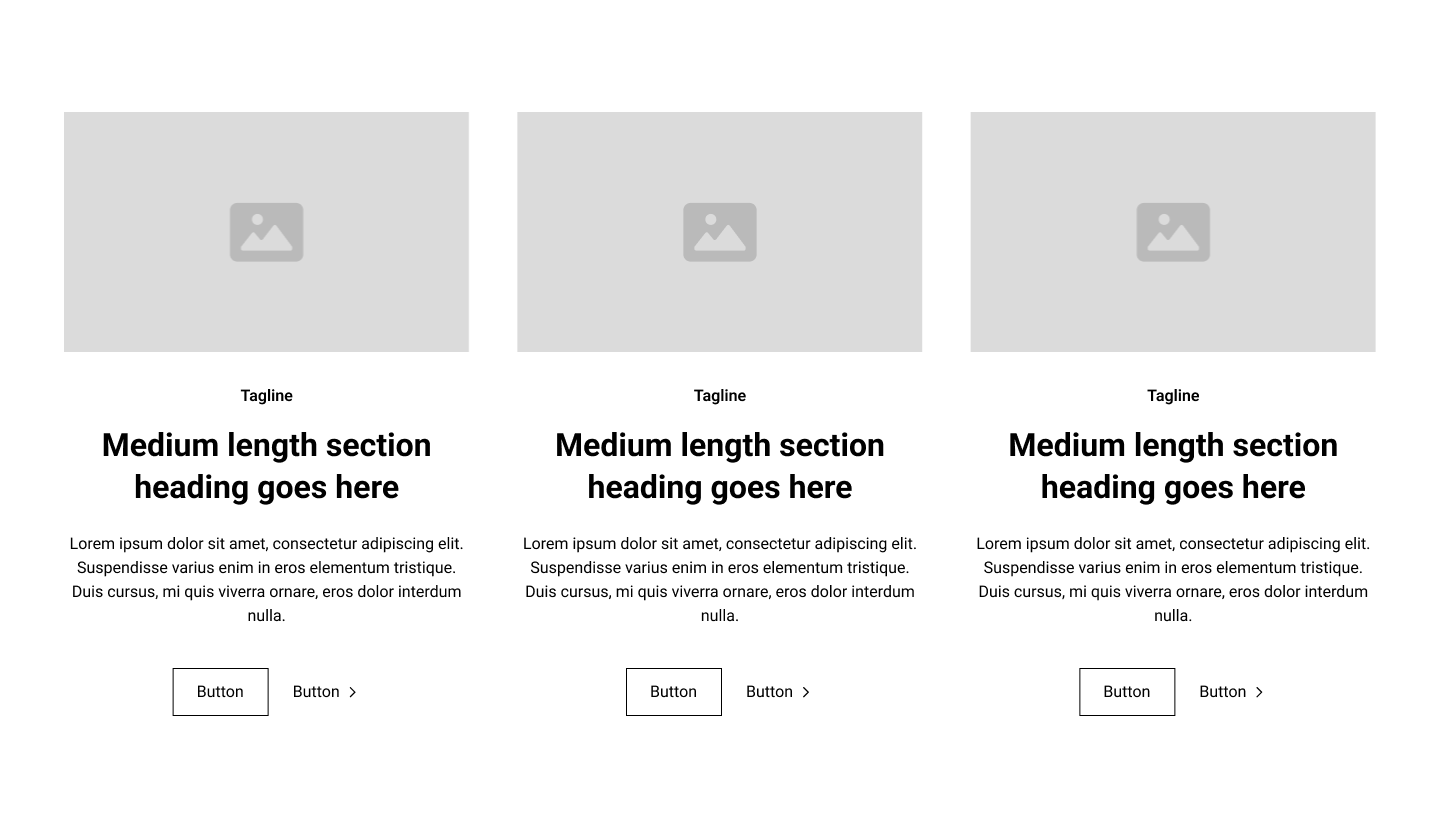 Tagline
Medium length section
heading goes here
Lorem ipsum dolor sit amet, consectetur adipiscing elit.
Suspendisse varius enim in eros elementum tristique.
Duis cursus, mi quis viverra ornare, eros dolor interdum
nulla.
Button
Button
Tagline
Medium length section
heading goes here
Lorem ipsum dolor sit amet, consectetur adipiscing elit.
Suspendisse varius enim in eros elementum tristique.
Duis cursus, mi quis viverra ornare, eros dolor interdum
nulla.
Button
Button
Tagline
Medium length section
heading goes here
Lorem ipsum dolor sit amet, consectetur adipiscing elit.
Suspendisse varius enim in eros elementum tristique.
Duis cursus, mi quis viverra ornare, eros dolor interdum
nulla.
Button
Button